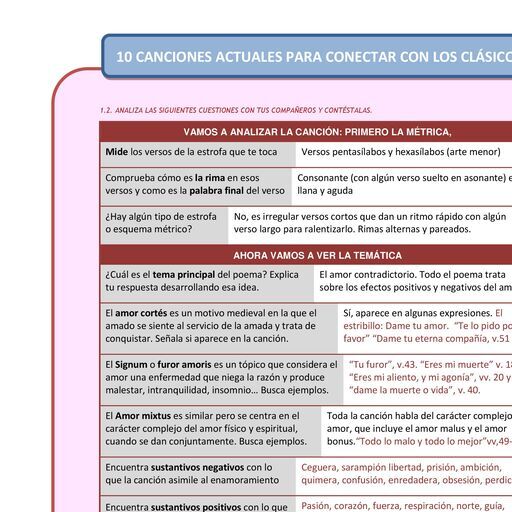 10 CANCIONES ACTUALES PARA CONECTAR CON LOS CLÁSICO
1.2. ANALIZA LAS SIGUIENTES CUESTIONES CON TUS COMPAÑEROS Y CONTÉSTALAS.
VAMOS A ANALIZAR LA CANCIÓN: PRIMERO LA MÉTRICA,
Mide los versos de la estrofa que te toca
Versos pentasílabos y hexasílabos (arte menor)
Comprueba cómo es la rima en esos
versos y como es la palabra final del verso
Consonante (con algún verso suelto en asonante) e
llana y aguda
¿Hay algún tipo de estrofa
o esquema métrico?
No, es irregular versos cortos que dan un ritmo rápido con algún
verso largo para ralentizarlo. Rimas alternas y pareados.
AHORA VAMOS A VER LA TEMÁTICA
¿Cuál es el tema principal del poema? Explica
tu respuesta desarrollando esa idea.
El amor contradictorio. Todo el poema trata
sobre los efectos positivos y negativos del am
El amor cortés es un motivo medieval en la que el
amado se siente al servicio de la amada y trata de
conquistar. Señala si aparece en la canción.
Sí, aparece en algunas expresiones. El
estribillo: Dame tu amor. “Te lo pido po
favor” “Dame tu eterna compañía, v.51
El Signum o furor amoris es un tópico que considera el
amor una enfermedad que niega la razón y produce
malestar, intranquilidad, insomnio… Busca ejemplos.
“Tu furor”, v.43. “Eres mi muerte” v. 18
“Eres mi aliento, y mi agonía”, vv. 20 y
“dame la muerte o vida”, v. 40.
El Amor mixtus es similar pero se centra en el
carácter complejo del amor físico y espiritual,
cuando se dan conjuntamente. Busca ejemplos.
Toda la canción habla del carácter complejo
amor, que incluye el amor malus y el amor
bonus.“Todo lo malo y todo lo mejor”vv,49-
Encuentra sustantivos negativos con lo
que la canción asimile al enamoramiento
Ceguera, sarampión libertad, prisión, ambición,
quimera, confusión, enredadera, obsesión, perdic
Encuentra sustantivos positivos con lo que
Pasión, corazón, fuerza, respiración, norte, guía,